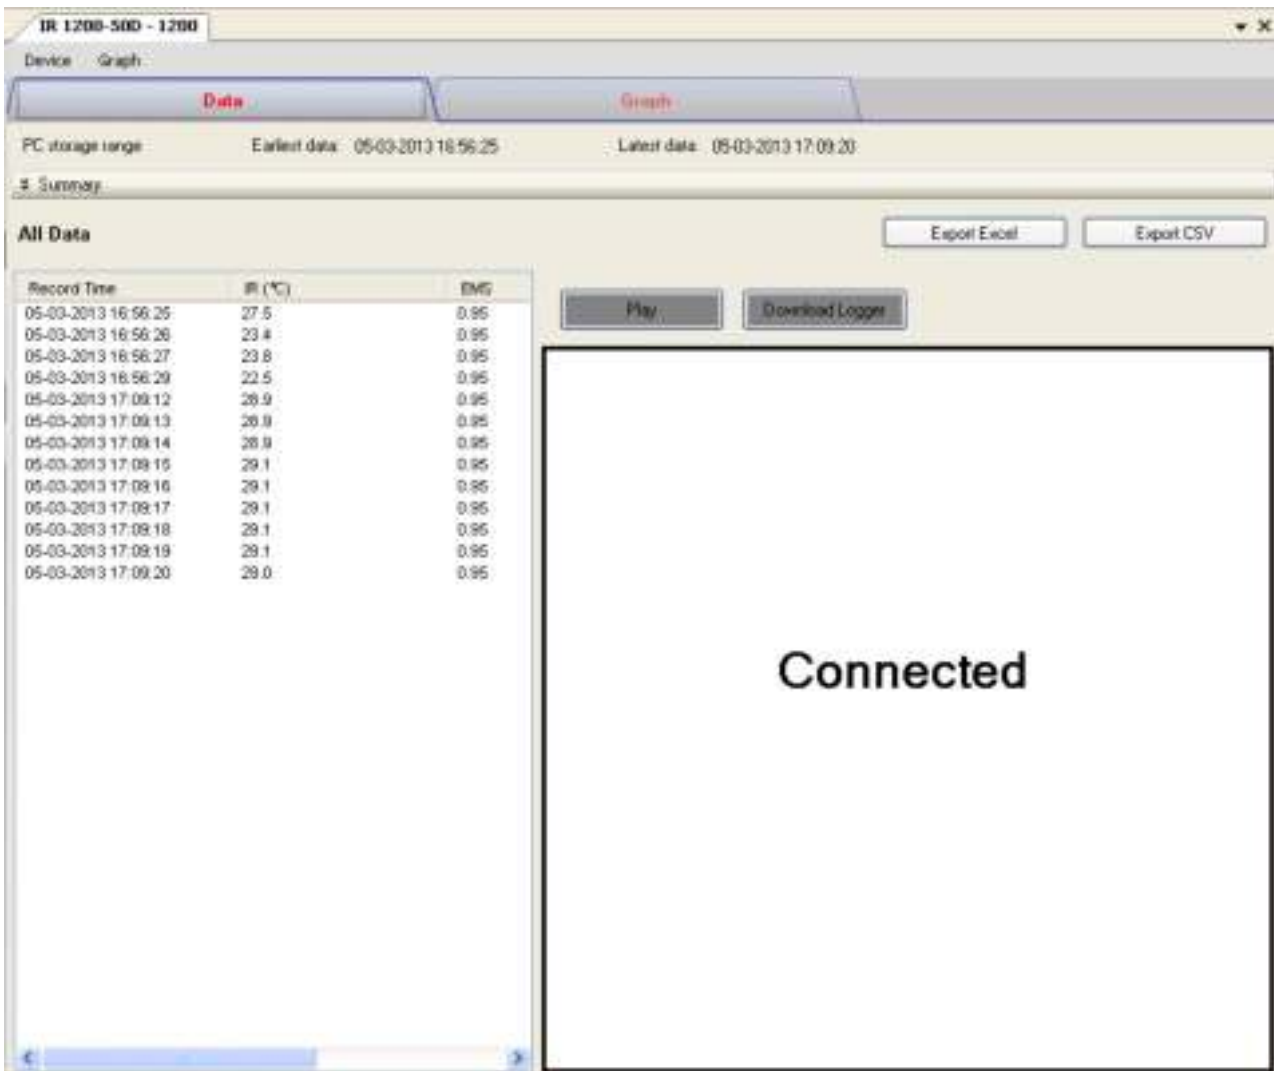 IR 1200-50D - 1200
Device Graph
Data Graph
PC storage range Earliest data: 05-03-2013 16:56:25 Latest data: 05-03-2013 17:09:20
Summary
All Data Export Excel Export CSV
Record Time IR (℃) EMS
Play Download Logger
05-03-2013 16:56:25 27.5 0.95
05-03-2013 16:56:26 23.4 0.95
05-03-2013 16:56:27 23.8 0.95
05-03-2013 16:56:29 22.5 0.95
05-03-2013 17:09:12 28.9 0.95
05-03-2013 17:09:13 28.9 0.95
05-03-2013 17:09:14 28.9 0.95
05-03-2013 17:09:15 29.1 0.95
05-03-2013 17:09:16 29.1 0.95
05-03-2013 17:09:17 29.1 0.95
05-03-2013 17:09:18 29.1 0.95
05-03-2013 17:09:19 29.1 0.95
05-03-2013 17:09:20 29.0 0.95
Connected